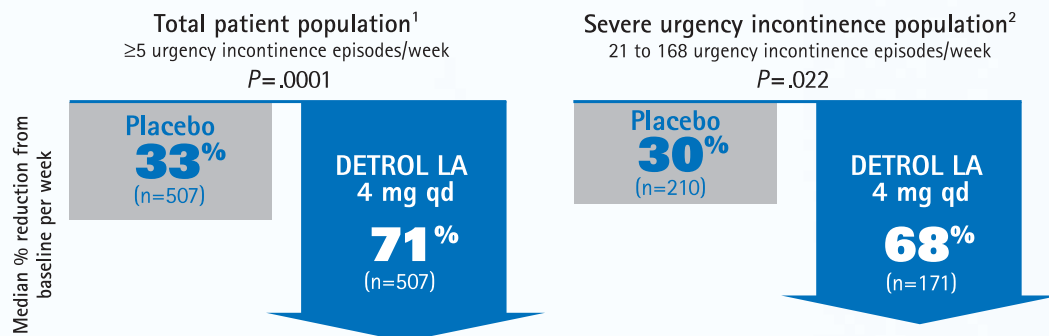 Total patient population¹
≥5 urgency incontinence episodes/week
P=.0001
Severe urgency incontinence population²
21 to 168 urgency incontinence episodes/week
P=.022
Median % reduction from
baseline per week
Placebo
33%
(n=507)
DETROL LA
4 mg qd
71%
(n=507)
Placebo
30%
(n=210)
DETROL LA
4 mg qd
68%
(n=171)